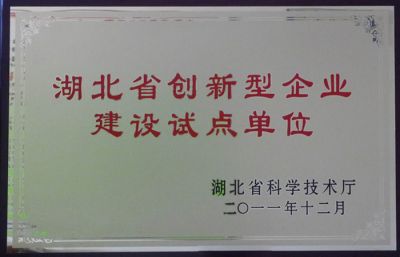 湖北省创新型企业
建设试点单位
湖北省科学技术厅
二〇一一年十二月